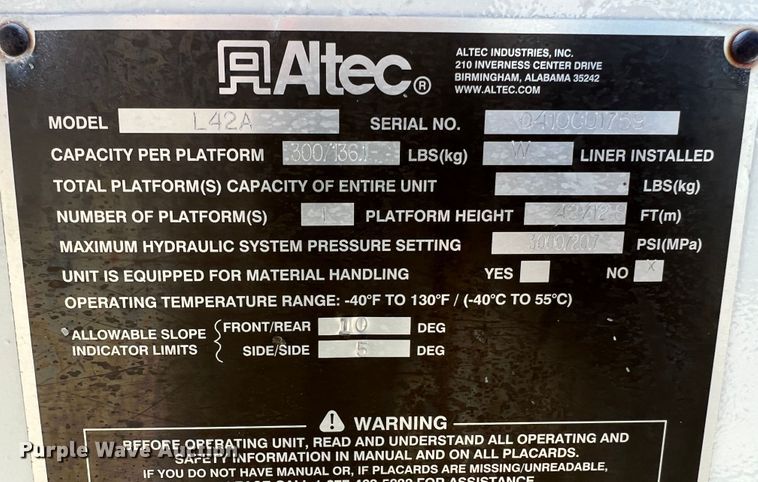 Altec®
ALTEC INDUSTRIES, INC.
210 INVERNESS CENTER DRIVE
BIRMINGHAM, ALABAMA 35242
WWW.ALTEC.COM
MODEL L42A SERIAL NO.
CAPACITY PER PLATFORM 300/136.1 LBS(kg) W LINER INSTALLED
TOTAL PLATFORM(S) CAPACITY OF ENTIRE UNIT LBS(kg)
NUMBER OF PLATFORM(S) 1 PLATFORM HEIGHT FT(m)
MAXIMUM HYDRAULIC SYSTEM PRESSURE SETTING 3000/20.7 PSI(MPa)
UNIT IS EQUIPPED FOR MATERIAL HANDLING YES NO X
OPERATING TEMPERATURE RANGE: -40°F TO 130°F / (-40°C TO 55°C)
ALLOWABLE SLOPE INDICATOR LIMITS
FRONT/REAR 10 DEG
SIDE/SIDE 5 DEG
WARNING
BEFORE OPERATING UNIT, READ AND UNDERSTAND ALL OPERATING AND
SAFETY INFORMATION IN MANUAL AND ON ALL PLACARDS.
IF YOU DO NOT HAVE MANUAL OR, IF PLACARDS ARE MISSING/UNREADABLE,
Purple Wave Auction